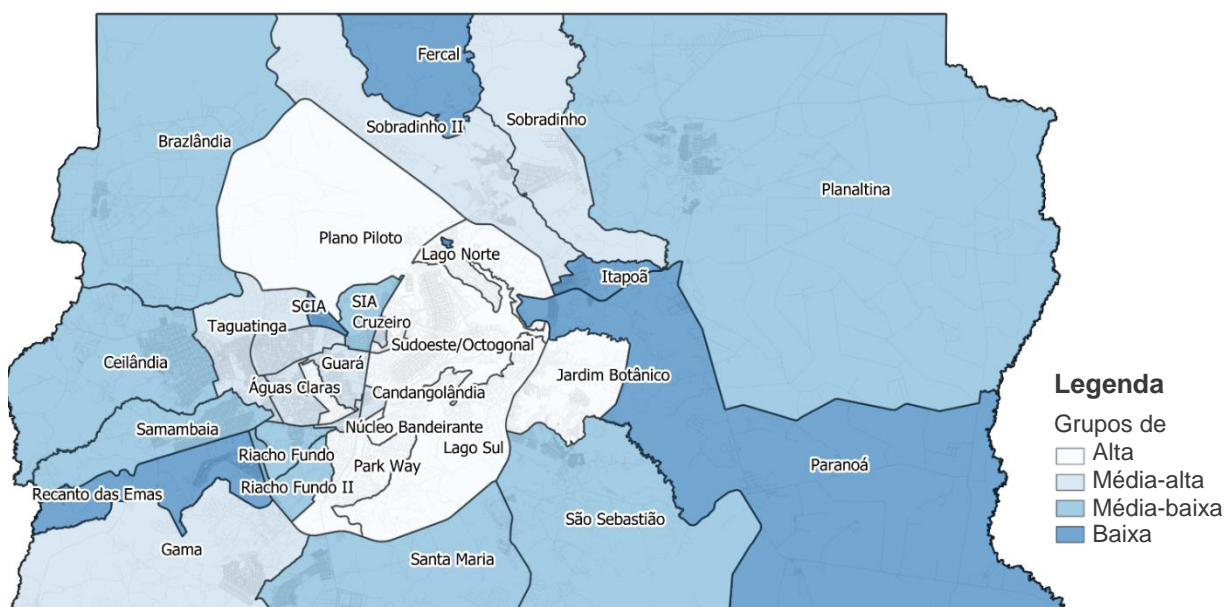 Fercal
Sobradinho II
Sobradinho
Brazlândia
Planaltina
Plano Piloto
Lago Norte
Itapoã
SCIA
SIA
Taguatinga
Cruzeiro
Sudoeste/Octogonal
Ceilândia
Guará
Jardim Botânico
Águas Claras
Candangolândia
Samambaia
Núcleo Bandeirante
Riacho Fundo
Lago Sul
Park Way
Paranoá
Recanto das Emas
Riacho Fundo II
São Sebastião
Gama
Santa Maria
Legenda
Grupos de
Alta
Média-alta
Média-baixa
Baixa